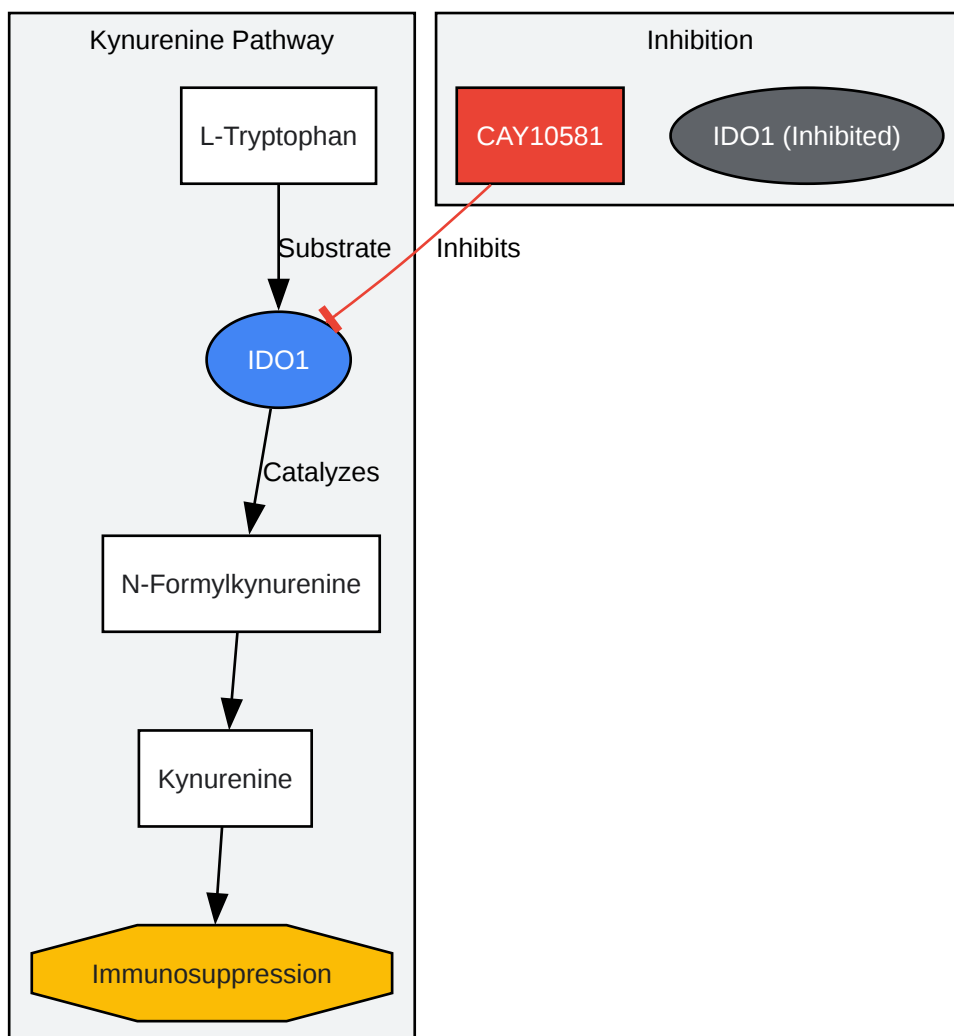 Kynurenine Pathway
Inhibition
L-Tryptophan
CAY10581
IDO1 (Inhibited)
Substrate
Inhibits
IDO1
Catalyzes
N-Formylkynurenine
Kynurenine
Immunosuppression